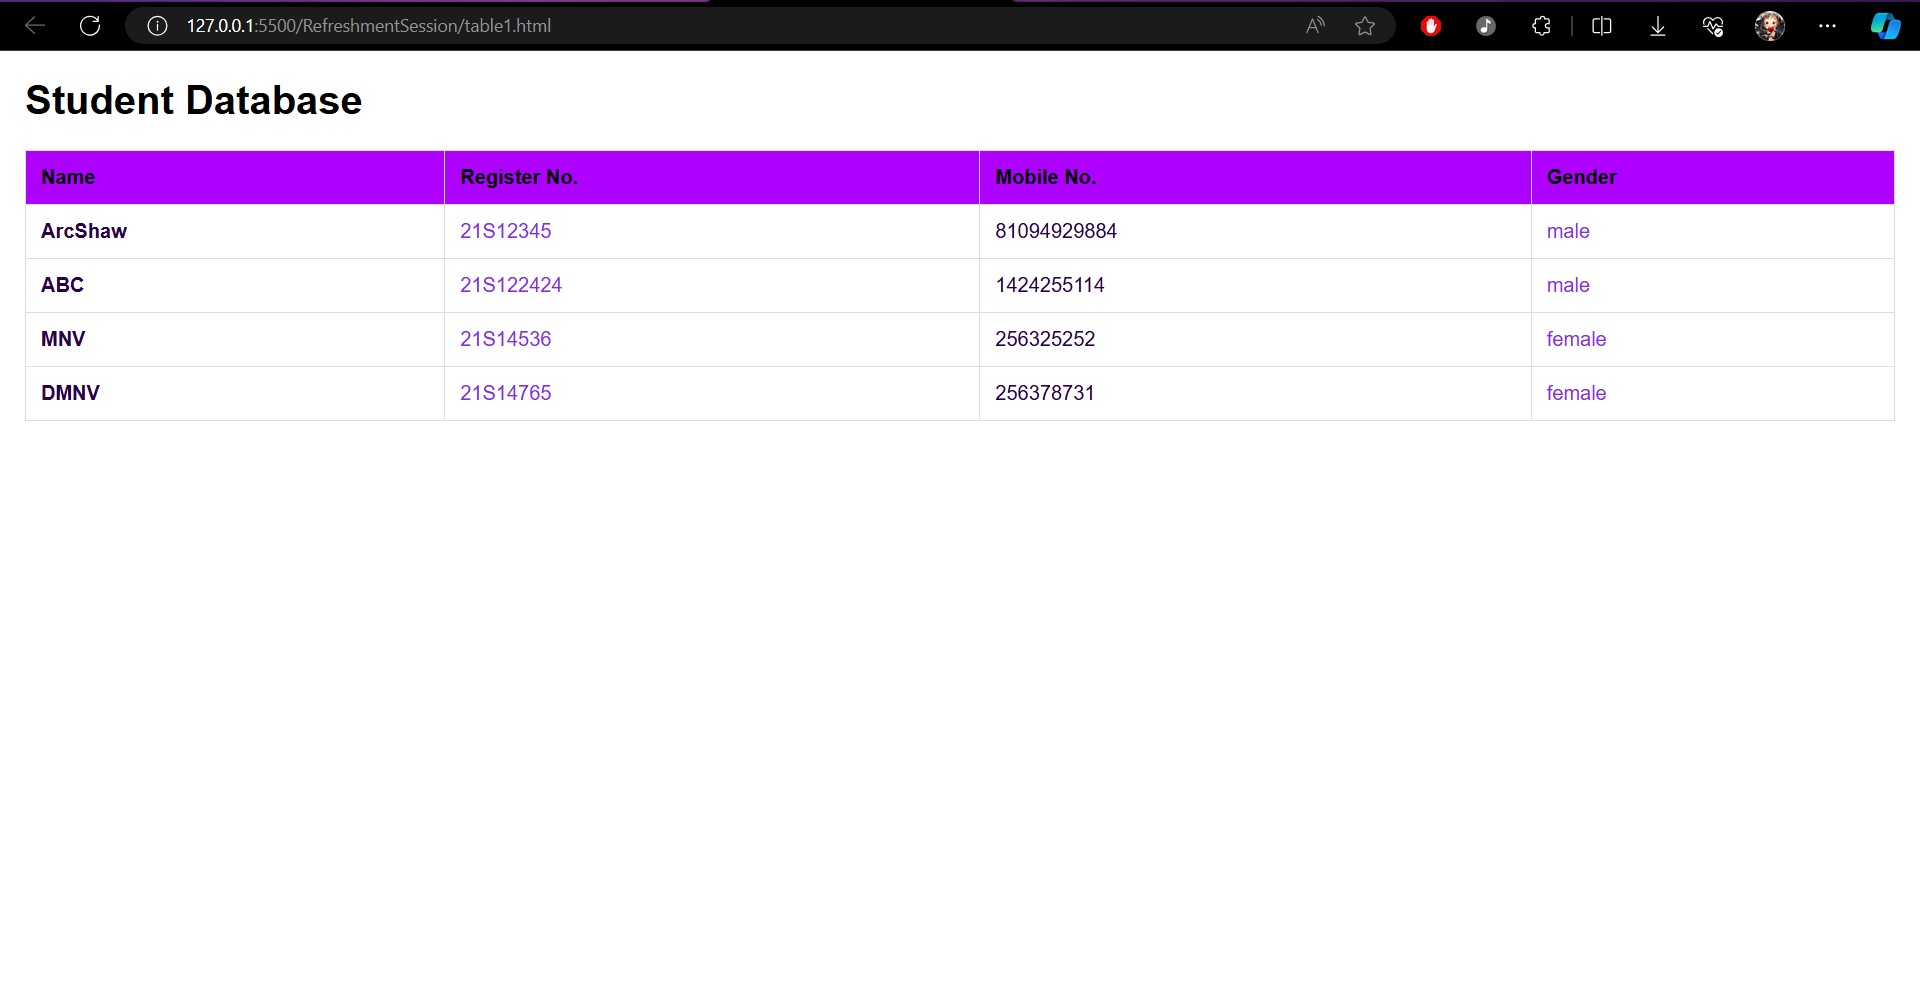 127.0.0.1:5500/RefreshmentSession/table1.html
Student Database
Name Register No. Mobile No. Gender
ArcShaw 21S12345 81094929884 male
ABC 21S122424 1424255114 male
MNV 21S14536 256325252 female
DMNV 21S14765 256378731 female